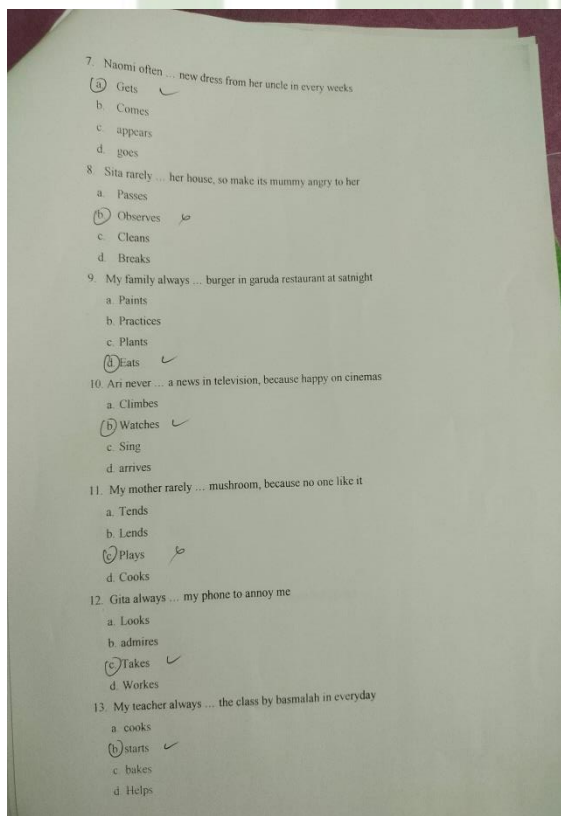 7. Naomi often ... new dress from her uncle in every weeks
a. Gets
b. Comes
c. appears
d. goes
8. Sita rarely ... her house, so make its mummy angry to her
a. Passes
b. Observes
c. Cleans
d. Breaks
9. My family always ... burger in garuda restaurant at satnight
a. Paints
b. Practices
c. Plants
d. Eats
10. Ari never ... a news in television, because happy on cinemas
a. Climbes
b. Watches
c. Sing
d. arrives
11. My mother rarely ... mushroom, because no one like it
a. Tends
b. Lends
c. Plays
d. Cooks
12. Gita always ... my phone to annoy me
a. Looks
b. admires
c. Takes
d. Workes
13. My teacher always ... the class by basmalah in everyday
a. cooks
b. starts
c. bakes
d. Helps